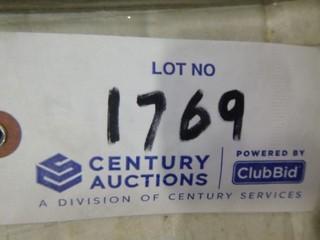 LOT NO
1769
CENTURY AUCTIONS
POWERED BY
ClubBid
A DIVISION OF CENTURY SERVICES